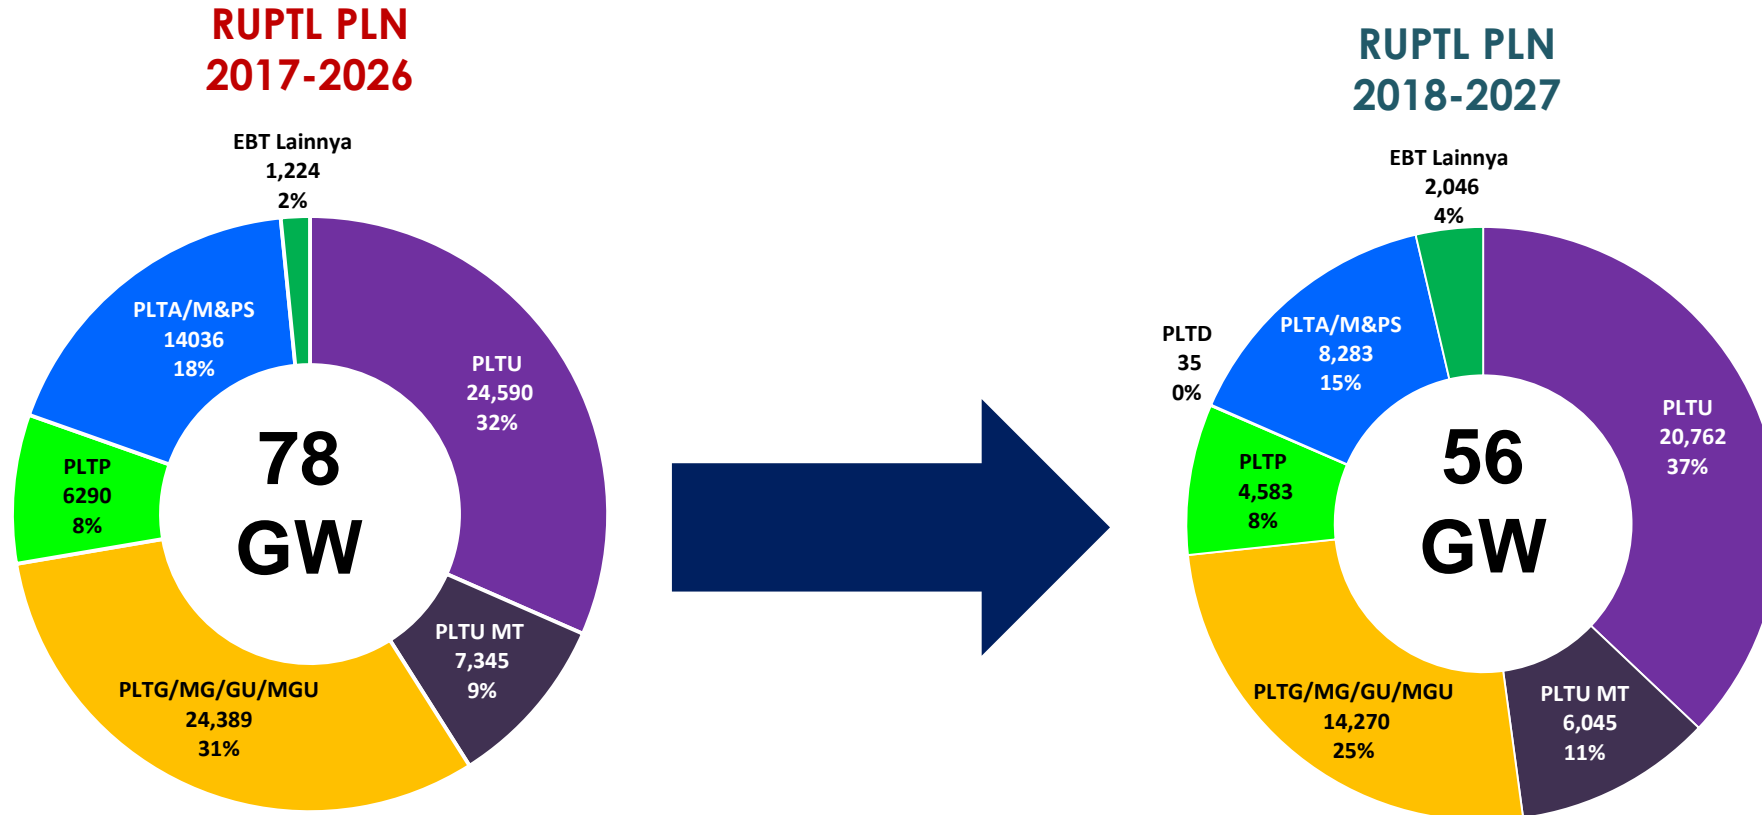 RUPTL PLN
2017-2026
EBT Lainnya
1,224
2%
PLTA/M&PS
14036
18%
PLTU
24,590
32%
PLTP
6290
8%
78
GW
PLTU MT
7,345
9%
PLTG/MG/GU/MGU
24,389
31%
RUPTL PLN
2018-2027
EBT Lainnya
2,046
4%
PLTD
35
0%
PLTA/M&PS
8,283
15%
PLTU
20,762
37%
PLTP
4,583
8%
56
GW
PLTG/MG/GU/MGU
14,270
25%
PLTU MT
6,045
11%